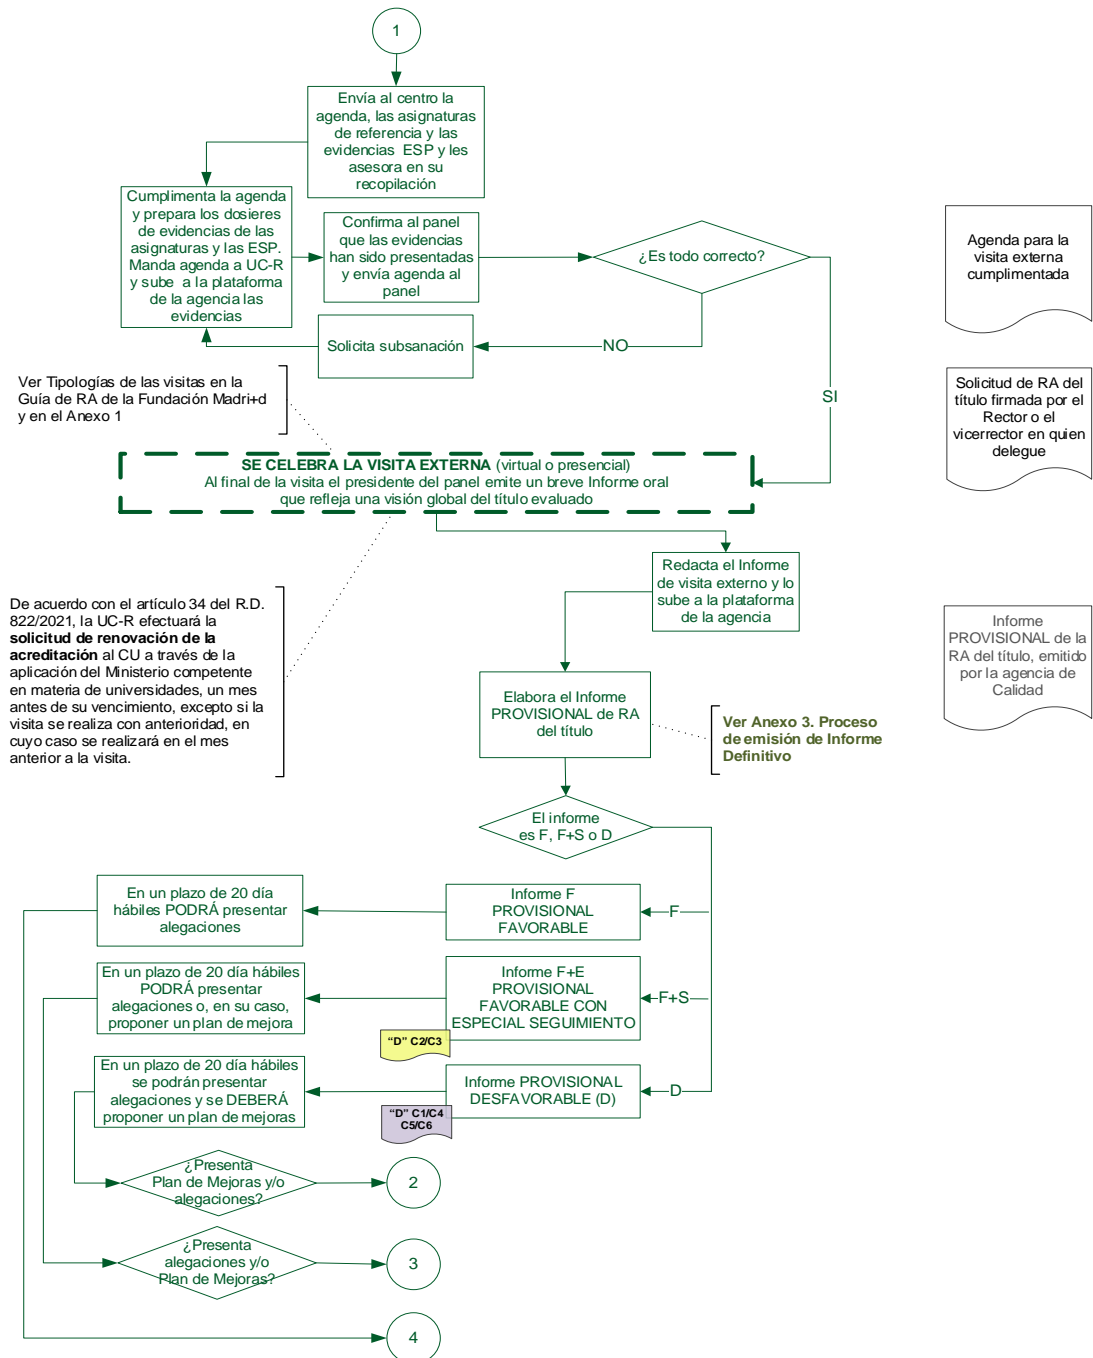 1
Envía al centro la
agenda, las asignaturas
de referencia y las
evidencias ESP y les
asesora en su
recopilación
Cumplimenta la agenda
y prepara los dosieres
de evidencias de las
asignaturas y las ESP.
Manda agenda a UC-R
y sube a la plataforma
de la agencia las
evidencias
Confirma al panel
que las evidencias
han sido presentadas
y envía agenda al
panel
¿Es todo correcto?
Agenda para la
visita externa
cumplimentada
Solicita subsanación
NO
SI
Ver Tipologías de las visitas en la
Guía de RA de la Fundación Madri+d
y en el Anexo 1
Solicitud de RA del
título firmada por el
Rector o el
vicerrector en quien
delegue
SE CELEBRA LA VISITA EXTERNA (virtual o presencial)
Al final de la visita el presidente del panel emite un breve Informe oral
que refleja una visión global del título evaluado
Redacta el Informe
de visita externo y lo
sube a la plataforma
de la agencia
De acuerdo con el artículo 34 del R.D.
822/2021, la UC-R efectuará la
solicitud de renovación de la
acreditación al CU a través de la
aplicación del Ministerio competente
en materia de universidades, un mes
antes de su vencimiento, excepto si la
visita se realiza con anterioridad, en
cuyo caso se realizará en el mes
anterior a la visita.
Informe
PROVISIONAL de la
RA del título, emitido
por la agencia de
Calidad
Elabora el Informe
PROVISIONAL de RA
del título
Ver Anexo 3. Proceso
de emisión de Informe
Definitivo
El informe
es F, F+S o D
En un plazo de 20 día
hábiles PODRÁ presentar
alegaciones
Informe F
PROVISIONAL
FAVORABLE
F
En un plazo de 20 día hábiles
PODRÁ presentar
alegaciones o, en su caso,
proponer un plan de mejora
Informe F+E
PROVISIONAL
FAVORABLE CON
ESPECIAL SEGUIMIENTO
F+S
"D" C2/C3
En un plazo de 20 día hábiles
se podrán presentar
alegaciones y se DEBERÁ
proponer un plan de mejoras
Informe PROVISIONAL
DESFAVORABLE (D)
D
"D" C1/C4
C5/C6
¿Presenta
Plan de Mejoras y/o
alegaciones?
2
¿Presenta
alegaciones y/o
Plan de Mejoras?
3
4